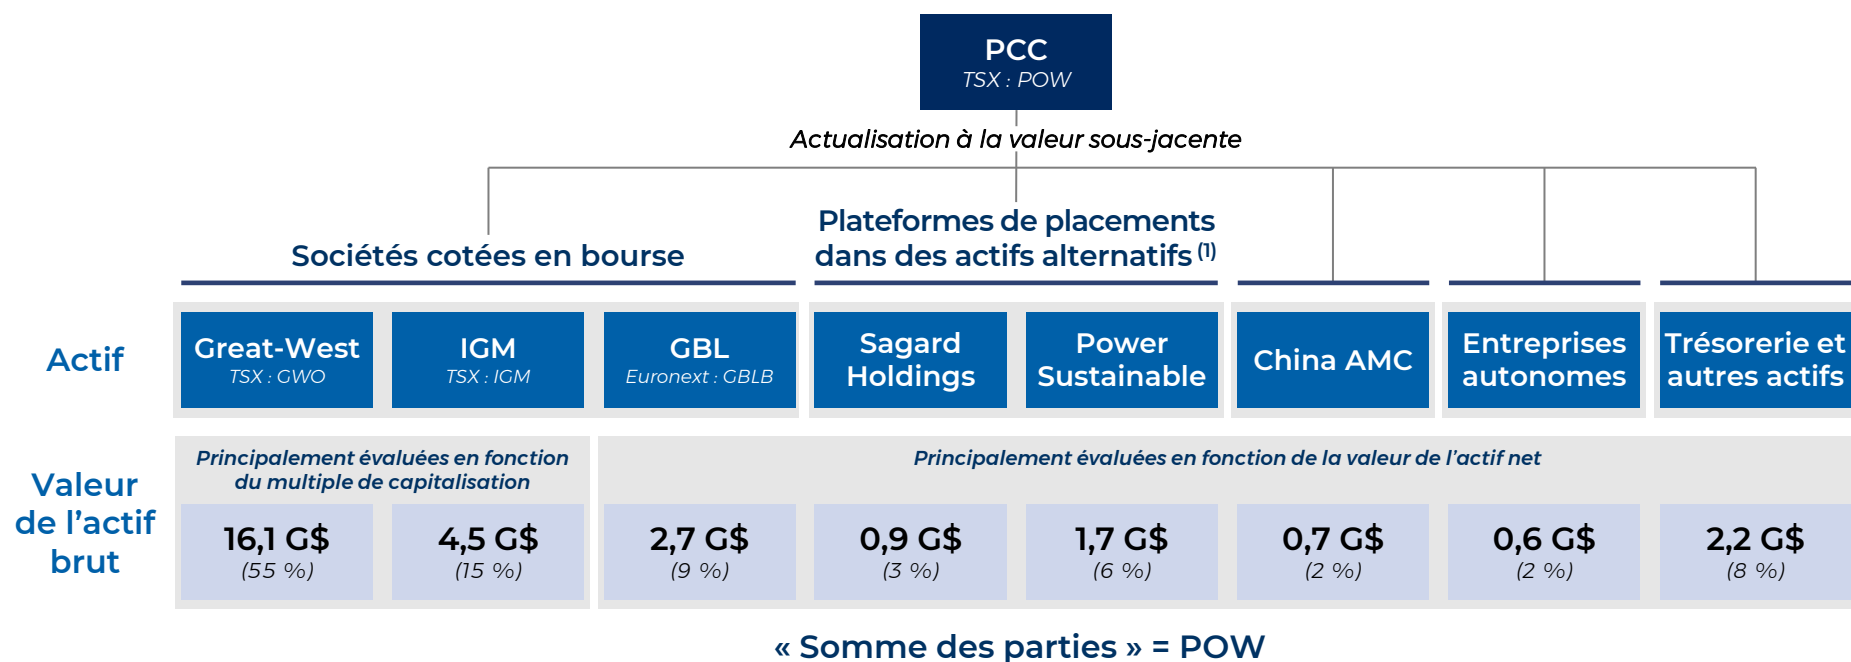 PCC
TSX : POW
Actualisation à la valeur sous-jacente
Sociétés cotées en bourse
Plateformes de placements
dans des actifs alternatifs (1)
Actif
Great-West
TSX : GWO
IGM
TSX : IGM
GBL
Euronext : GBLB
Sagard
Holdings
Power
Sustainable
China AMC
Entreprises
autonomes
Trésorerie et
autres actifs
Valeur
de l’actif
brut
Principalement évaluées en fonction
du multiple de capitalisation
Principalement évaluées en fonction de la valeur de l’actif net
16,1 G$
(55 %)
4,5 G$
(15 %)
2,7 G$
(9 %)
0,9 G$
(3 %)
1,7 G$
(6 %)
0,7 G$
(2 %)
0,6 G$
(2 %)
2,2 G$
(8 %)
« Somme des parties » = POW